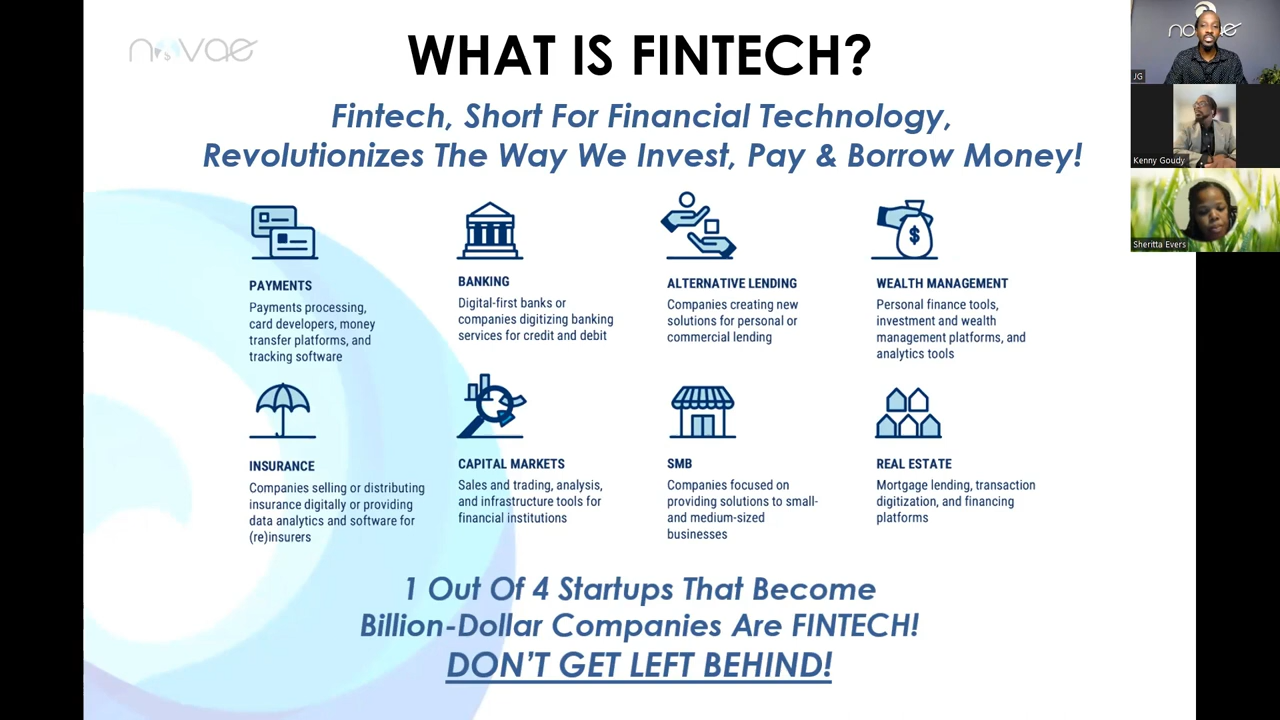 novae
WHAT IS FINTECH?
Fintech, Short For Financial Technology,
Revolutionizes The Way We Invest, Pay & Borrow Money!
PAYMENTS
Payments processing,
card developers, money
transfer platforms, and
tracking software
BANKING
Digital-first banks or
companies digitizing banking
services for credit and debit
ALTERNATIVE LENDING
Companies creating new
solutions for personal or
commercial lending
WEALTH MANAGEMENT
Personal finance tools,
investment and wealth
management platforms, and
analytics tools
$
INSURANCE
Companies selling or distributing
insurance digitally or providing
data analytics and software for
(re)insurers
CAPITAL MARKETS
Sales and trading, analysis,
and infrastructure tools for
financial institutions
SMB
Companies focused on
providing solutions to small-
and medium-sized
businesses
REAL ESTATE
Mortgage lending, transaction
digitization, and financing
platforms
1 Out Of 4 Startups That Become
Billion-Dollar Companies Are FINTECH!
DON'T GET LEFT BEHIND!
JG
Kenny Goudy
Sheritta Evers